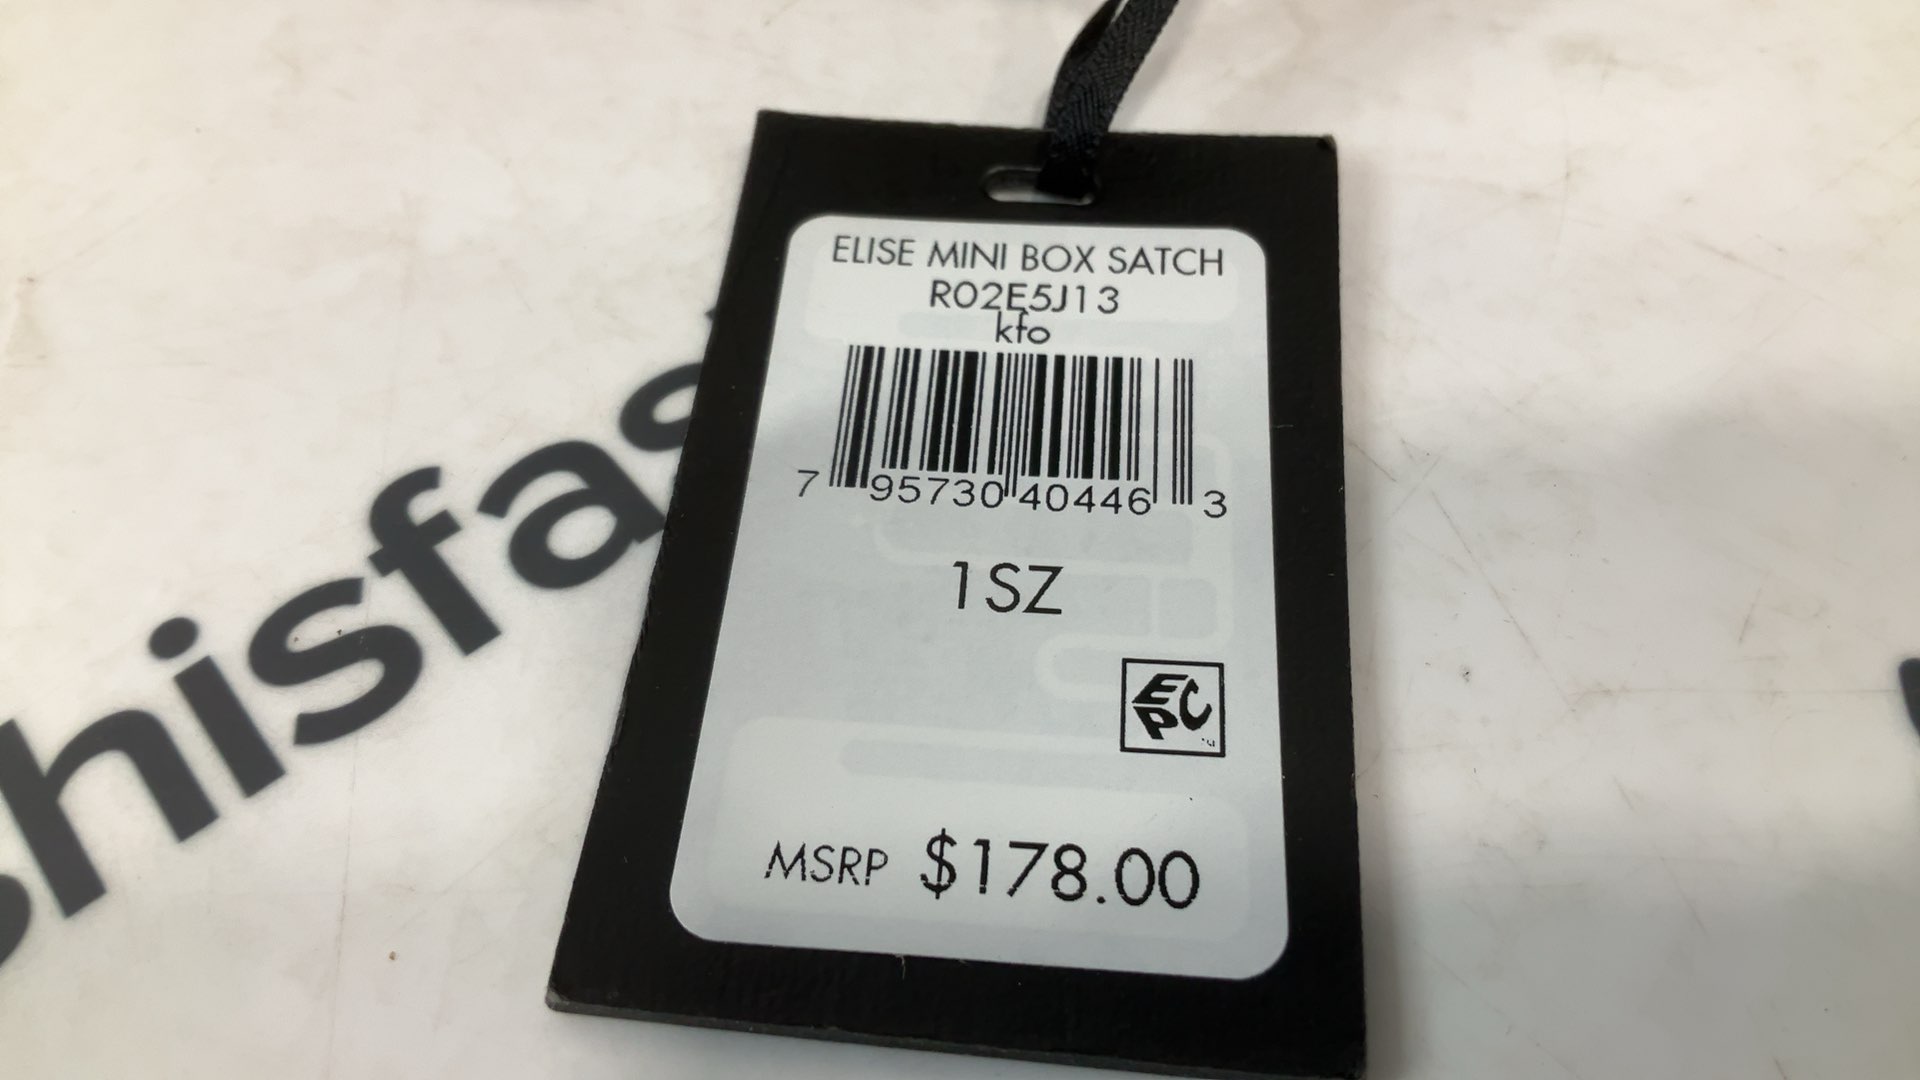 ELISE MINI BOX SATCH
R02E5J13
kfo
7 95730 40446 3
1SZ
EPC
MSRP $178.00
hisfas